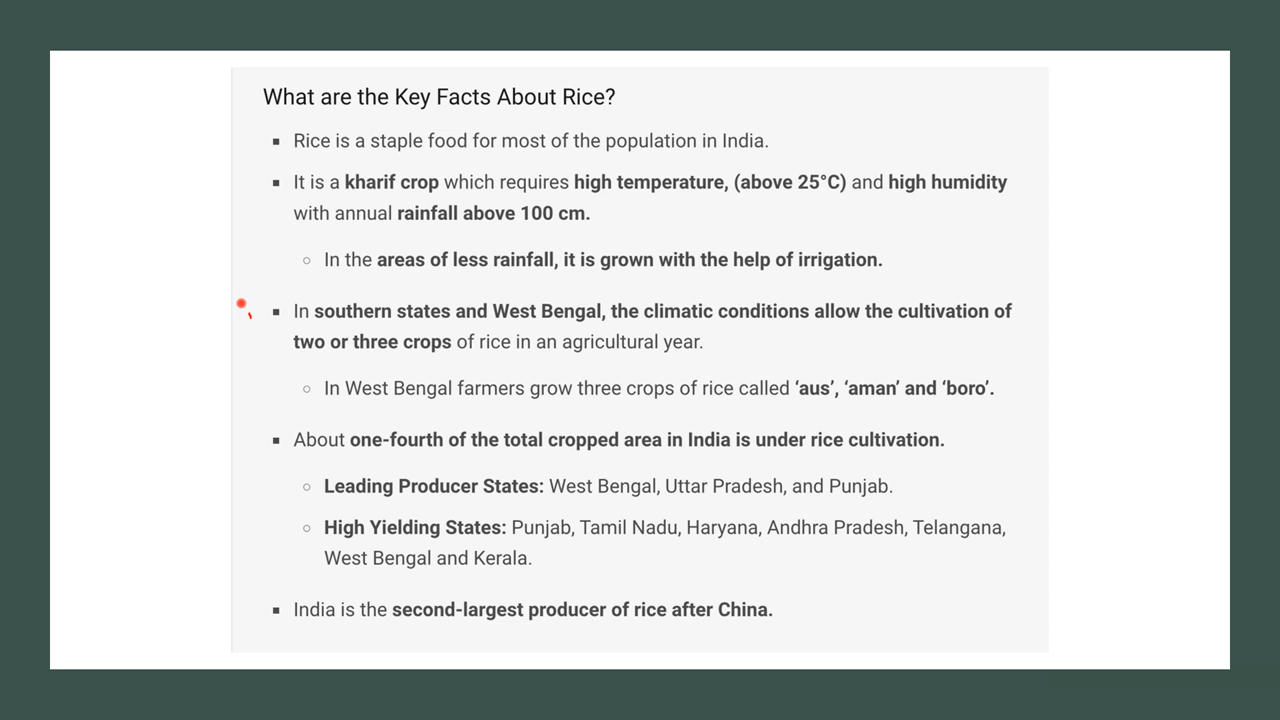 What are the Key Facts About Rice?
▪ Rice is a staple food for most of the population in India.
▪ It is a kharif crop which requires high temperature, (above 25°C) and high humidity
with annual rainfall above 100 cm.
○ In the areas of less rainfall, it is grown with the help of irrigation.
▪ In southern states and West Bengal, the climatic conditions allow the cultivation of
two or three crops of rice in an agricultural year.
○ In West Bengal farmers grow three crops of rice called ‘aus’, ‘aman’ and ‘boro’.
▪ About one-fourth of the total cropped area in India is under rice cultivation.
○ Leading Producer States: West Bengal, Uttar Pradesh, and Punjab.
○ High Yielding States: Punjab, Tamil Nadu, Haryana, Andhra Pradesh, Telangana,
West Bengal and Kerala.
▪ India is the second-largest producer of rice after China.